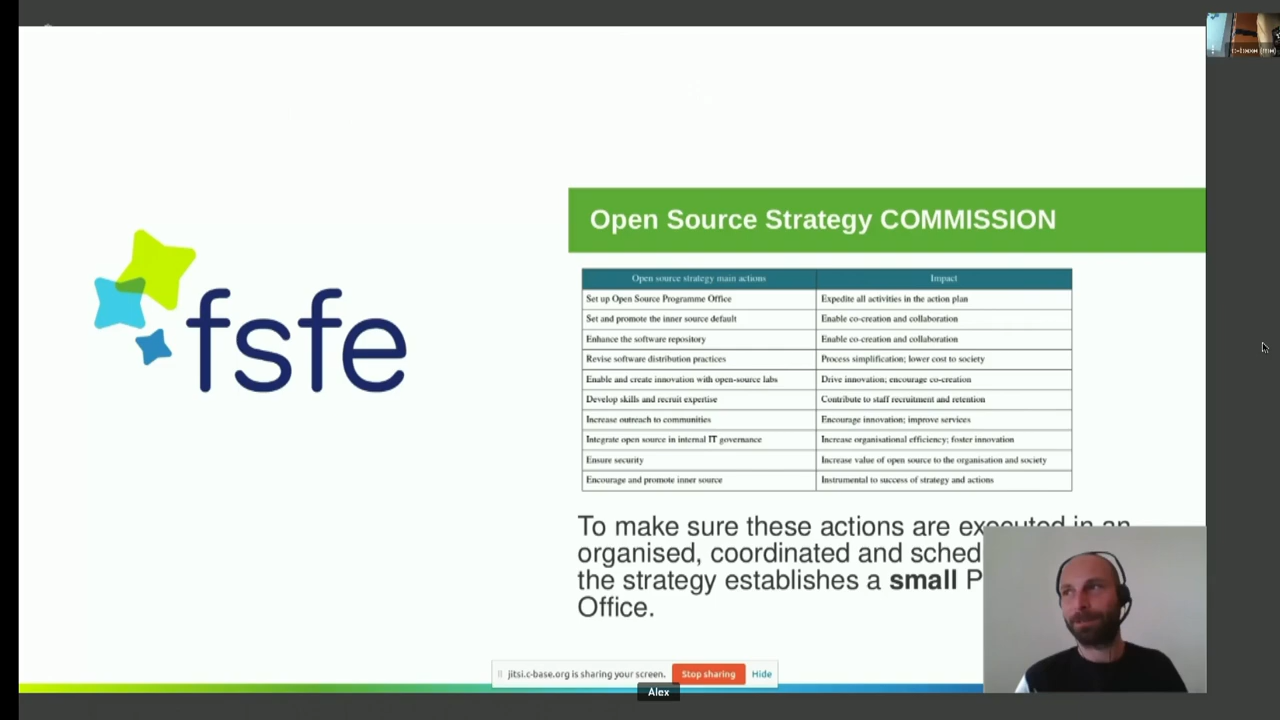 c-base (me)
fsfe
Open Source Strategy COMMISSION
Open source strategy main actions Impact
Set up Open Source Programme Office Expedite all activities in the action plan
Set and promote the inner source default Enable co-creation and collaboration
Enhance the software repository Enable co-creation and collaboration
Revise software distribution practices Process simplification; lower cost to society
Enable and create innovation with open-source labs Drive innovation; encourage co-creation
Develop skills and recruit expertise Contribute to staff recruitment and retention
Increase outreach to communities Encourage innovation; improve services
Integrate open source in internal IT governance Increase organisational efficiency; foster innovation
Ensure security Increase value of open source to the organisation and society
Encourage and promote inner source Instrumental to success of strategy and actions
To make sure these actions are executed in an
organised, coordinated and sched
the strategy establishes a small P
Office.
jitsi.c-base.org is sharing your screen. Stop sharing Hide
Alex